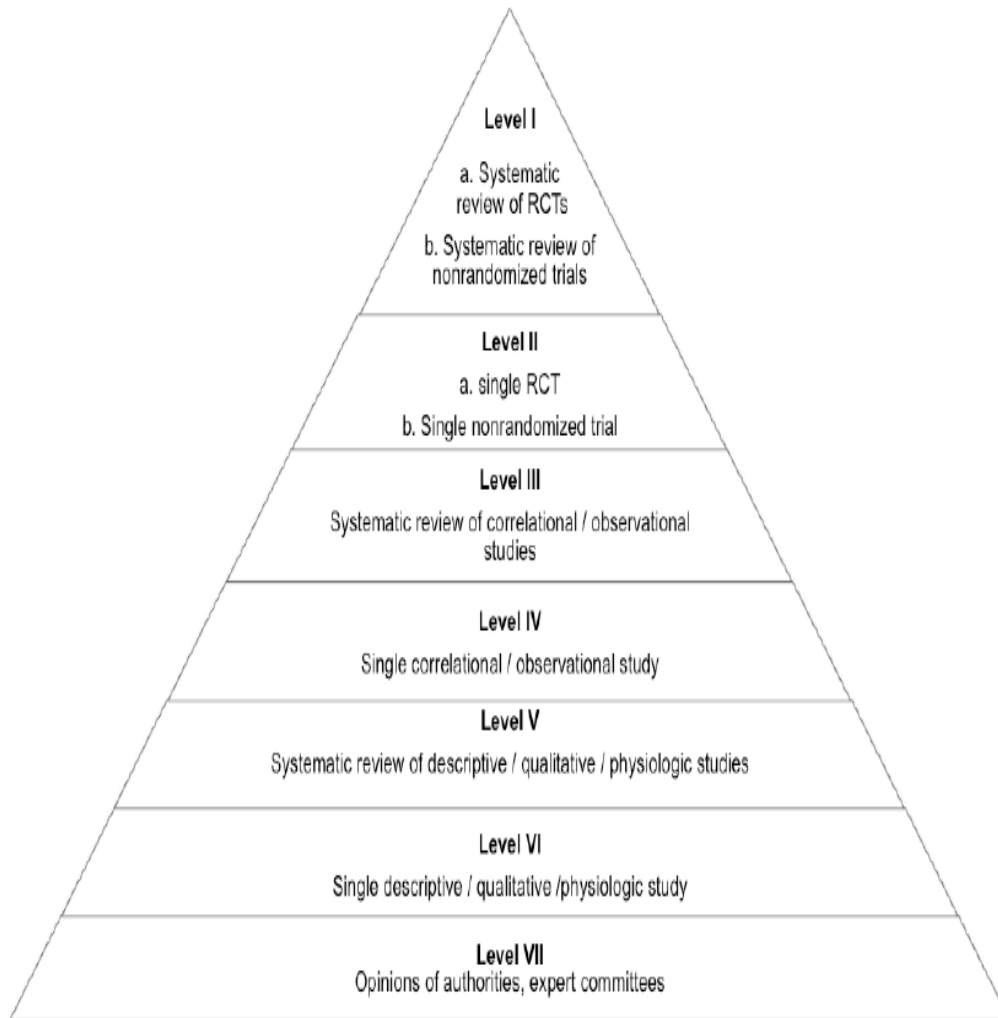 Level I
a. Systematic
review of RCTs
b. Systematic review of
nonrandomized trials
Level II
a. single RCT
b. Single nonrandomized trial
Level III
Systematic review of correlational / observational
studies
Level IV
Single correlational / observational study
Level V
Systematic review of descriptive / qualitative / physiologic studies
Level VI
Single descriptive / qualitative /physiologic study
Level VII
Opinions of authorities, expert committees